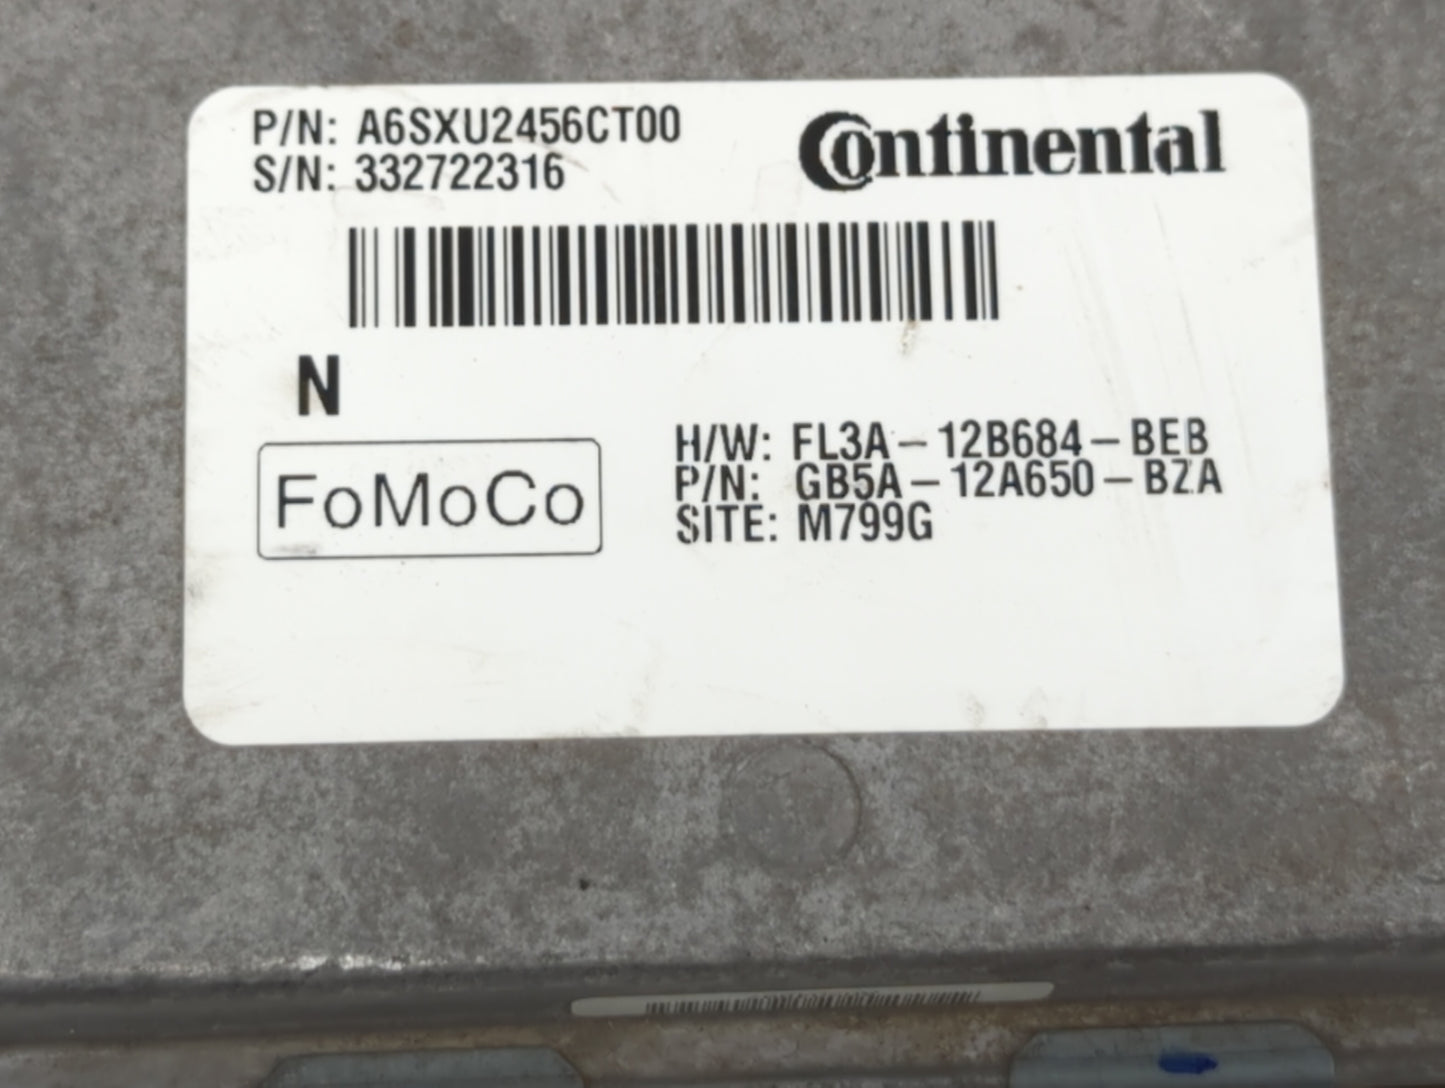 P/N: A6SXU2456CT00
S/N: 332722316
Continental
N
FoMoCo
H/W: FL3A-12B684-BEB
P/N: GB5A-12A650-BZA
SITE: M799G